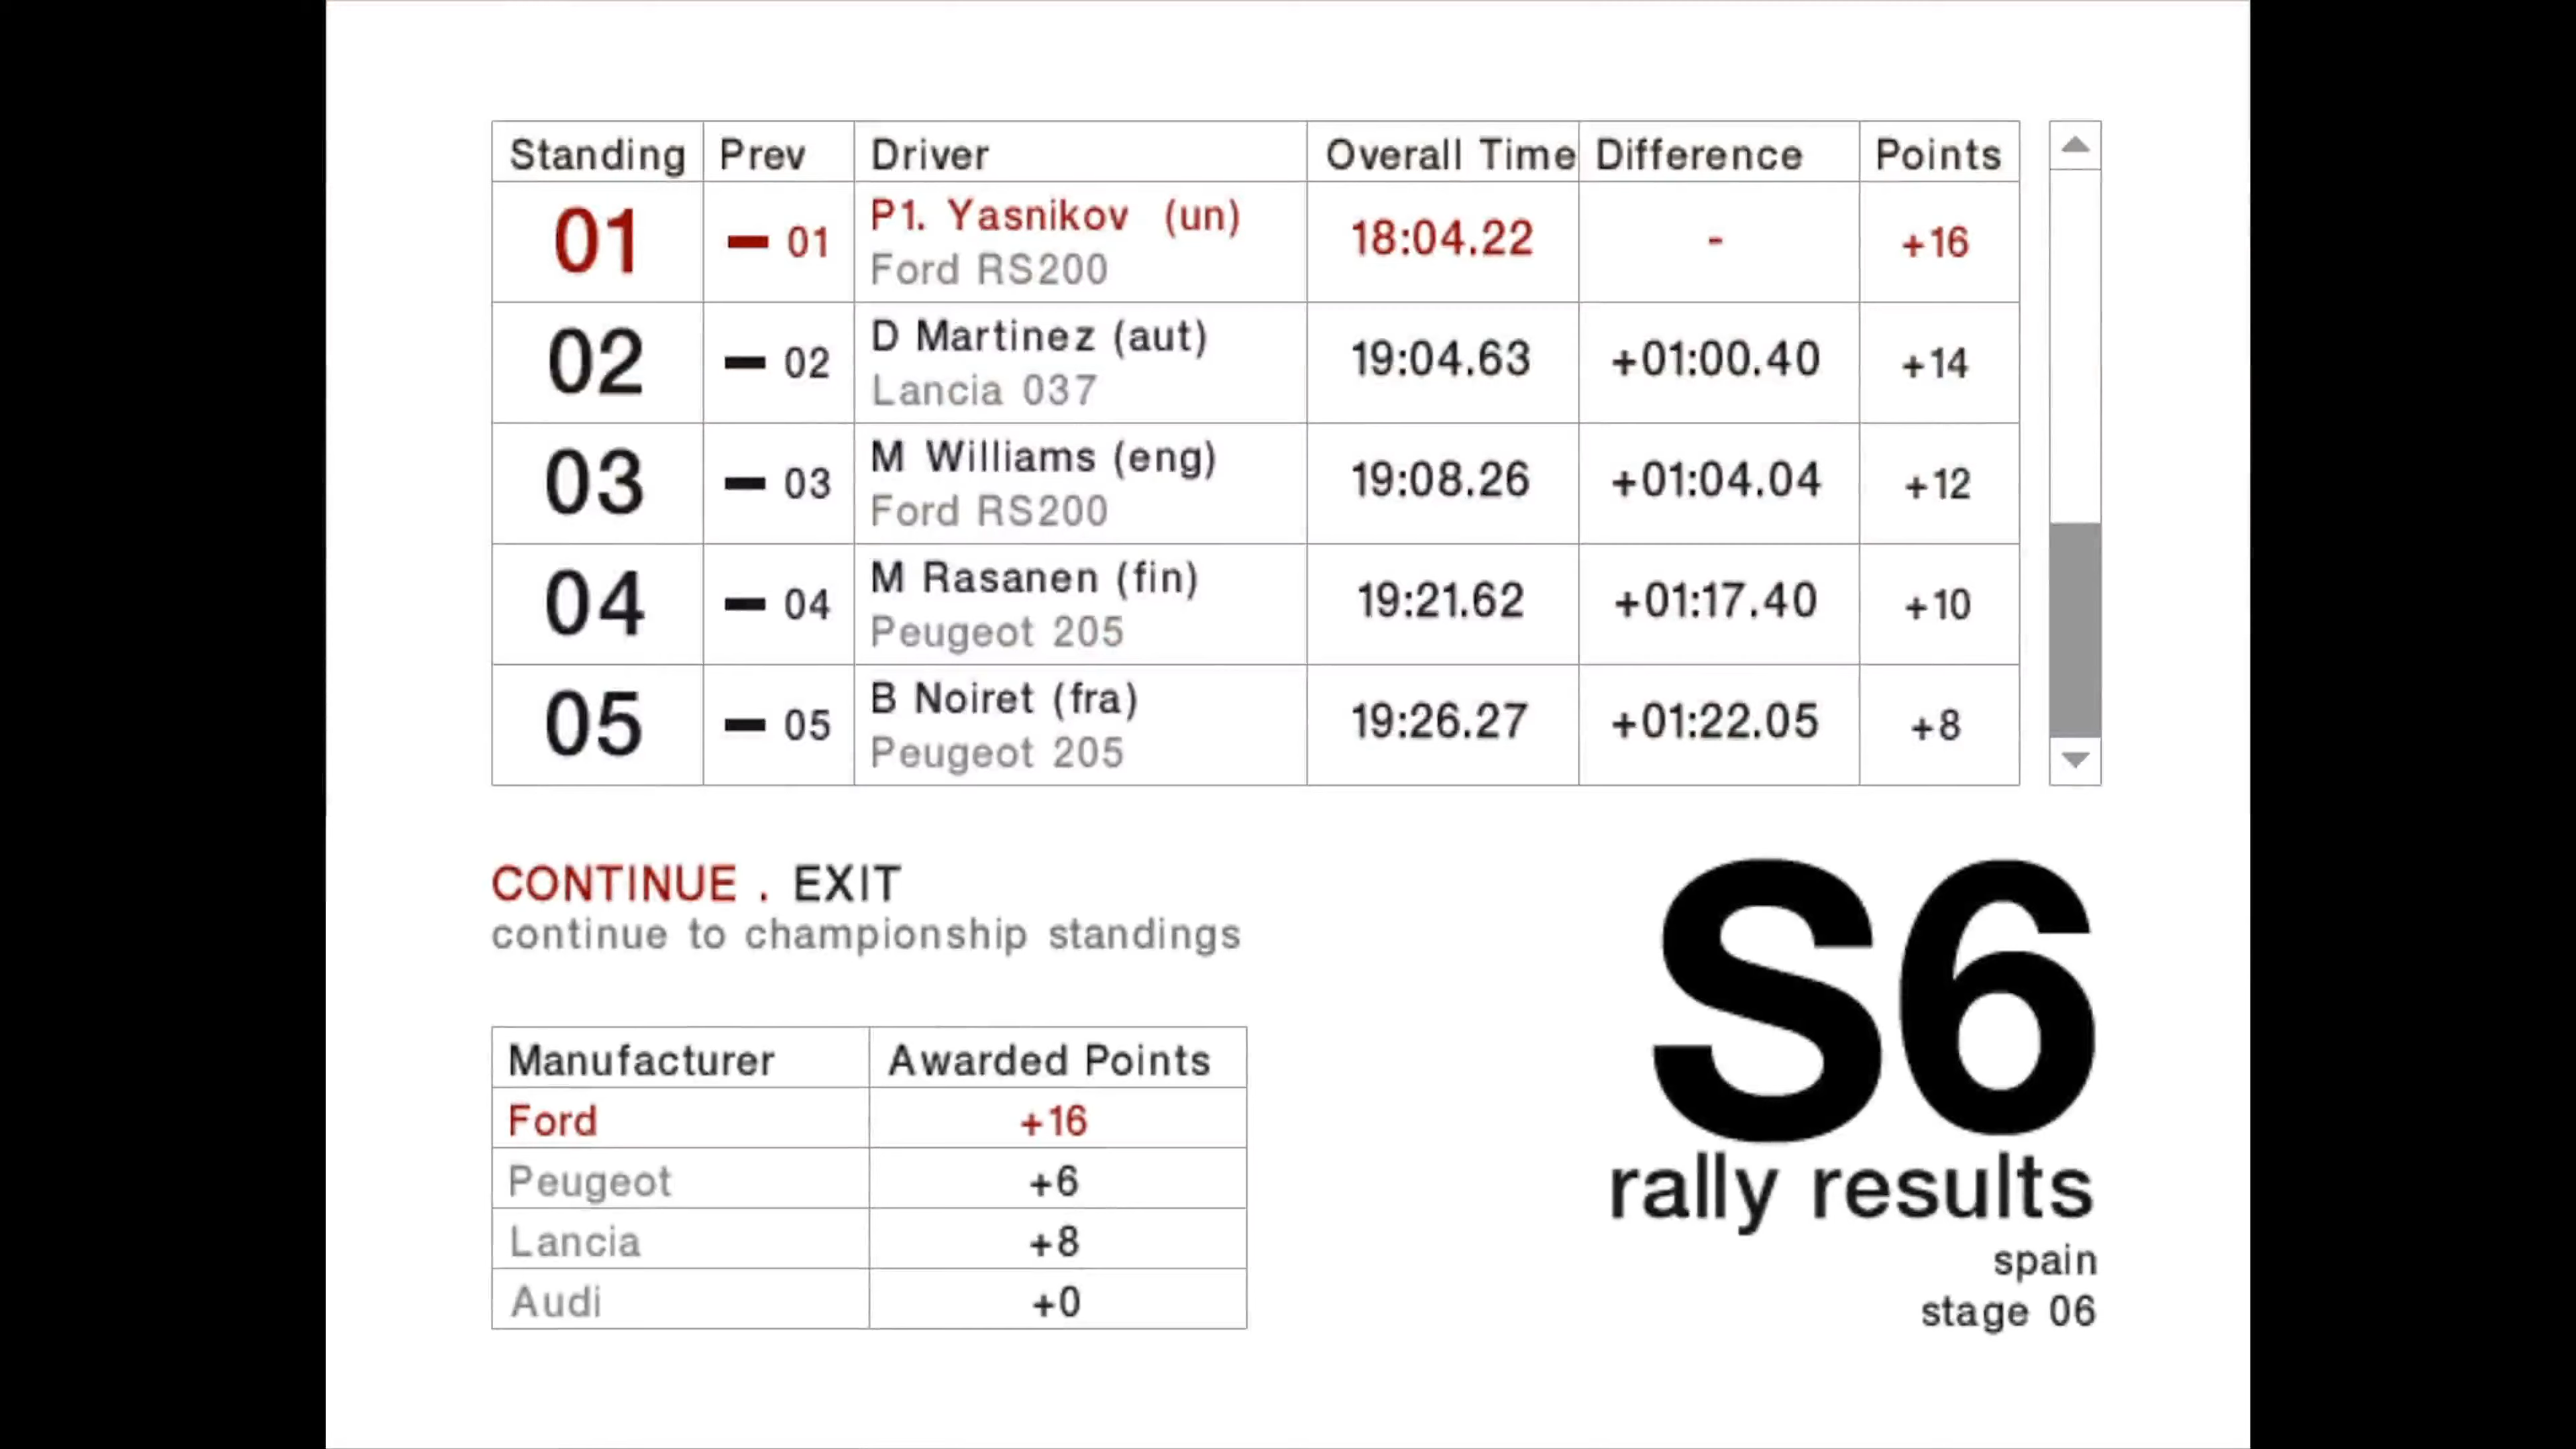 Standing Prev Driver Overall Time Difference Points
01 – 01 P1. Yasnikov (un) 18:04.22 - +16
Ford RS200
02 – 02 D Martinez (aut) 19:04.63 +01:00.40 +14
Lancia 037
03 – 03 M Williams (eng) 19:08.26 +01:04.04 +12
Ford RS200
04 – 04 M Rasanen (fin) 19:21.62 +01:17.40 +10
Peugeot 205
05 – 05 B Noiret (fra) 19:26.27 +01:22.05 +8
Peugeot 205
CONTINUE . EXIT
continue to championship standings
Manufacturer Awarded Points
Ford +16
Peugeot +6
Lancia +8
Audi +0
S6
rally results
spain
stage 06